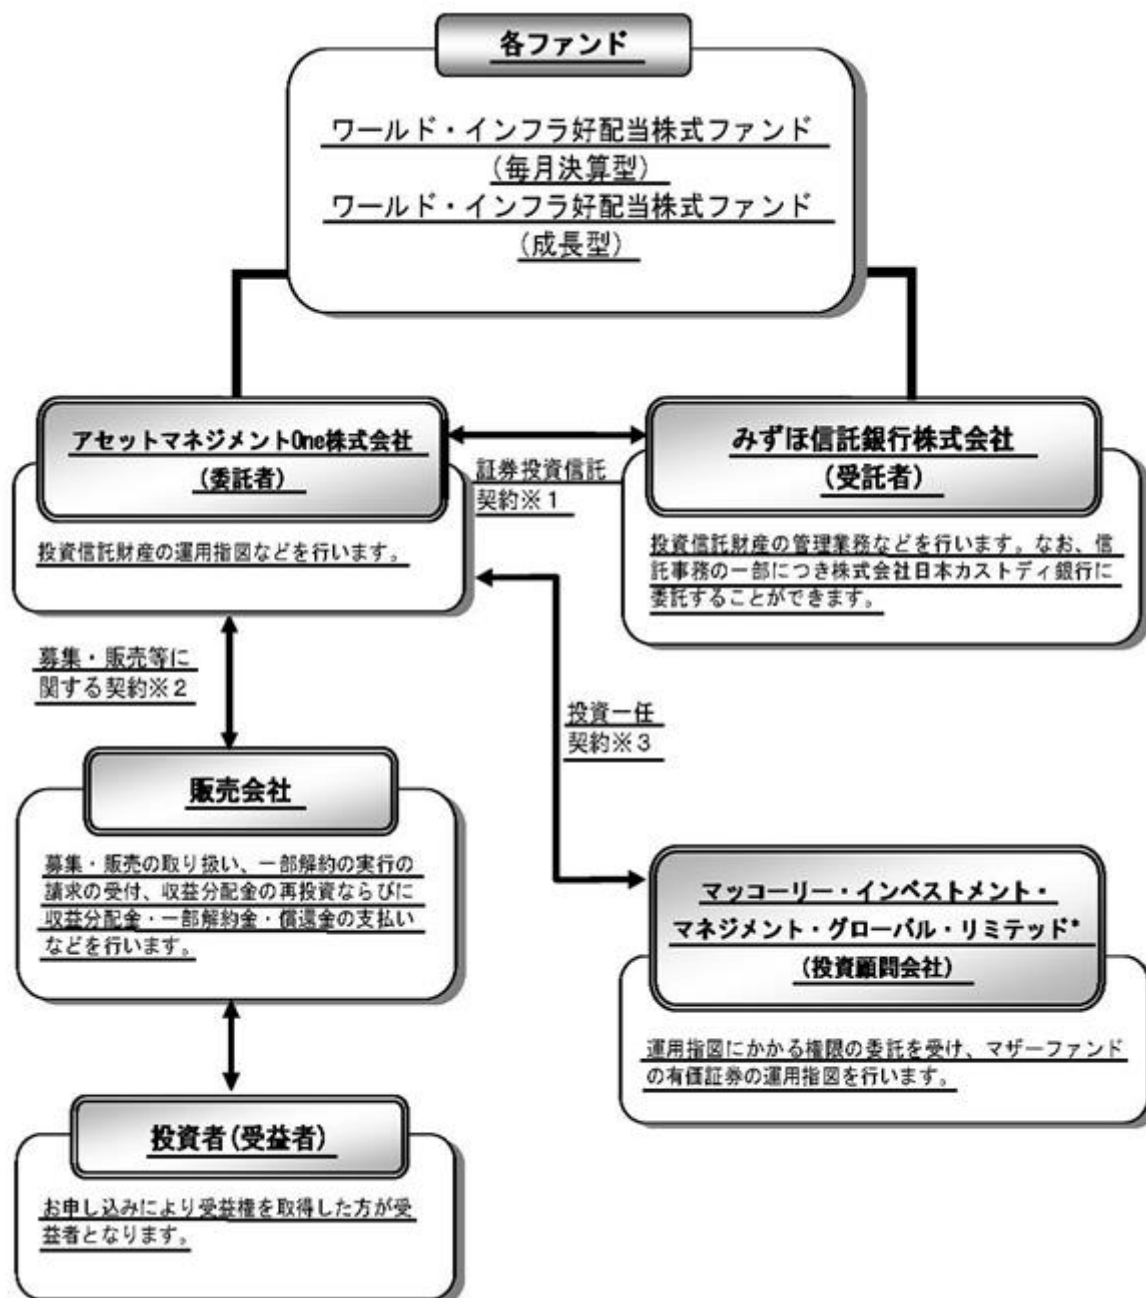 各ファンド
ワールド・インフラ好配当株式ファンド
(毎月決算型)
ワールド・インフラ好配当株式ファンド
(成長型)
アセットマネジメントOne株式会社
(委託者)
投資信託財産の運用指図などを行います。
証券投資信託
契約※1
みずほ信託銀行株式会社
(受託者)
投資信託財産の管理業務などを行います。なお、信
託事務の一部につき株式会社日本カストディ銀行に
委託することができます。
募集・販売等に
関する契約※2
投資一任
契約※3
販売会社
募集・販売の取り扱い、一部解約の実行の
請求の受付、収益分配金の再投資ならびに
収益分配金・一部解約金・償還金の支払い
などを行います。
マッコーリー・インベストメント・
マネジメント・グローバル・リミテッド*
(投資顧問会社)
運用指図にかかる権限の委託を受け、マザーファンド
の有価証券の運用指図を行います。
投資者(受益者)
お申し込みにより受益権を取得した方が受
益者となります。